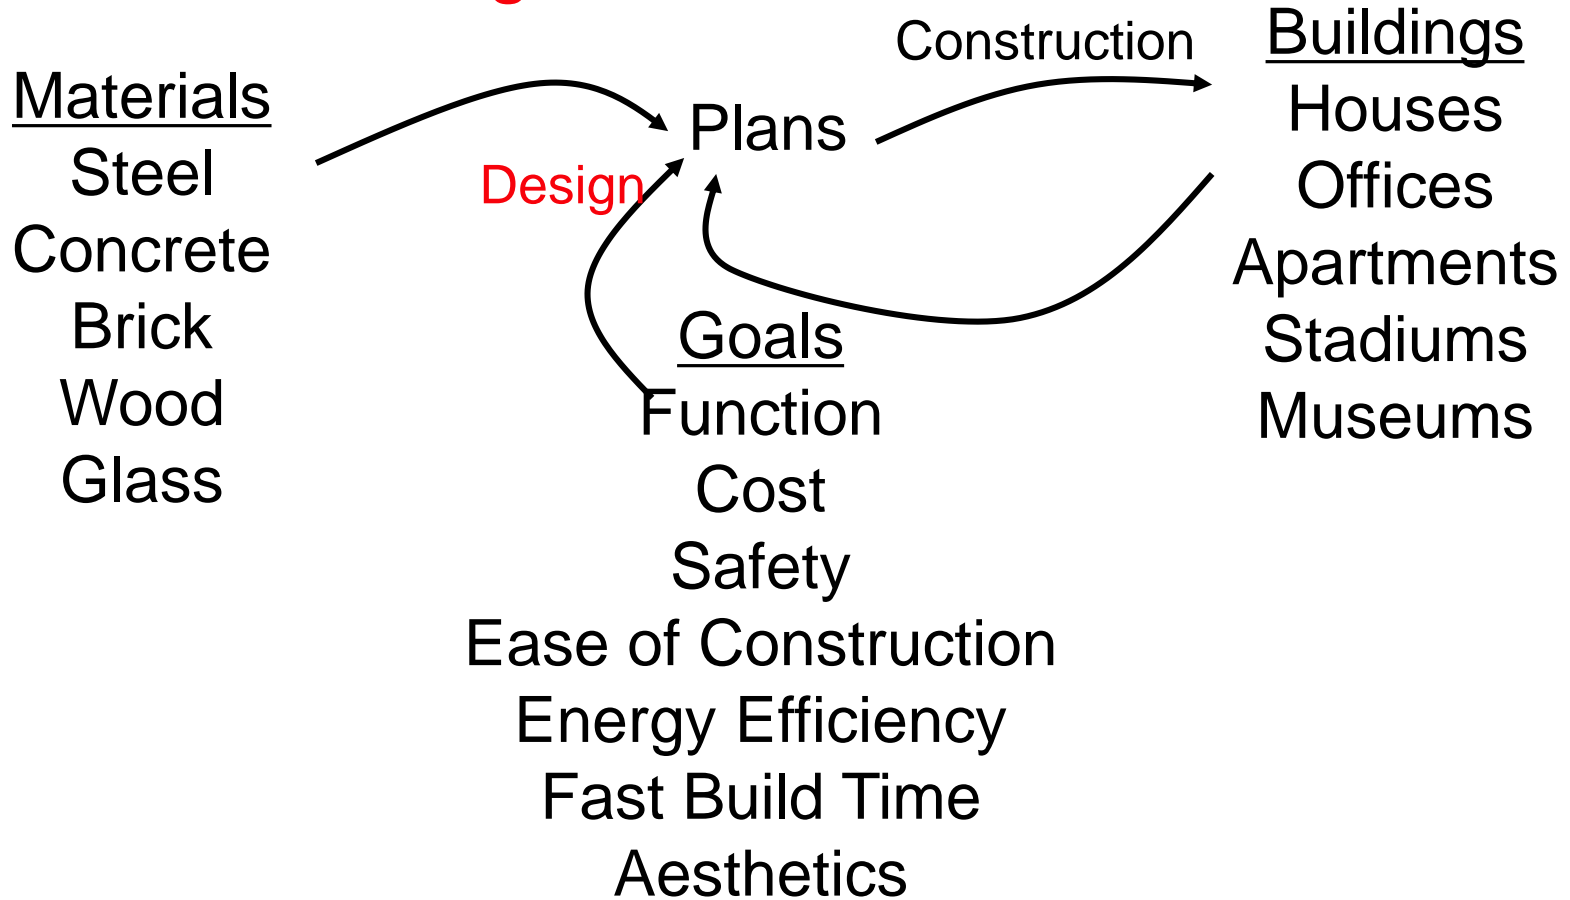 Construction
Buildings
Houses
Offices
Apartments
Stadiums
Museums
Materials
Steel
Concrete
Brick
Wood
Glass
Plans
Design
Goals
Function
Cost
Safety
Ease of Construction
Energy Efficiency
Fast Build Time
Aesthetics